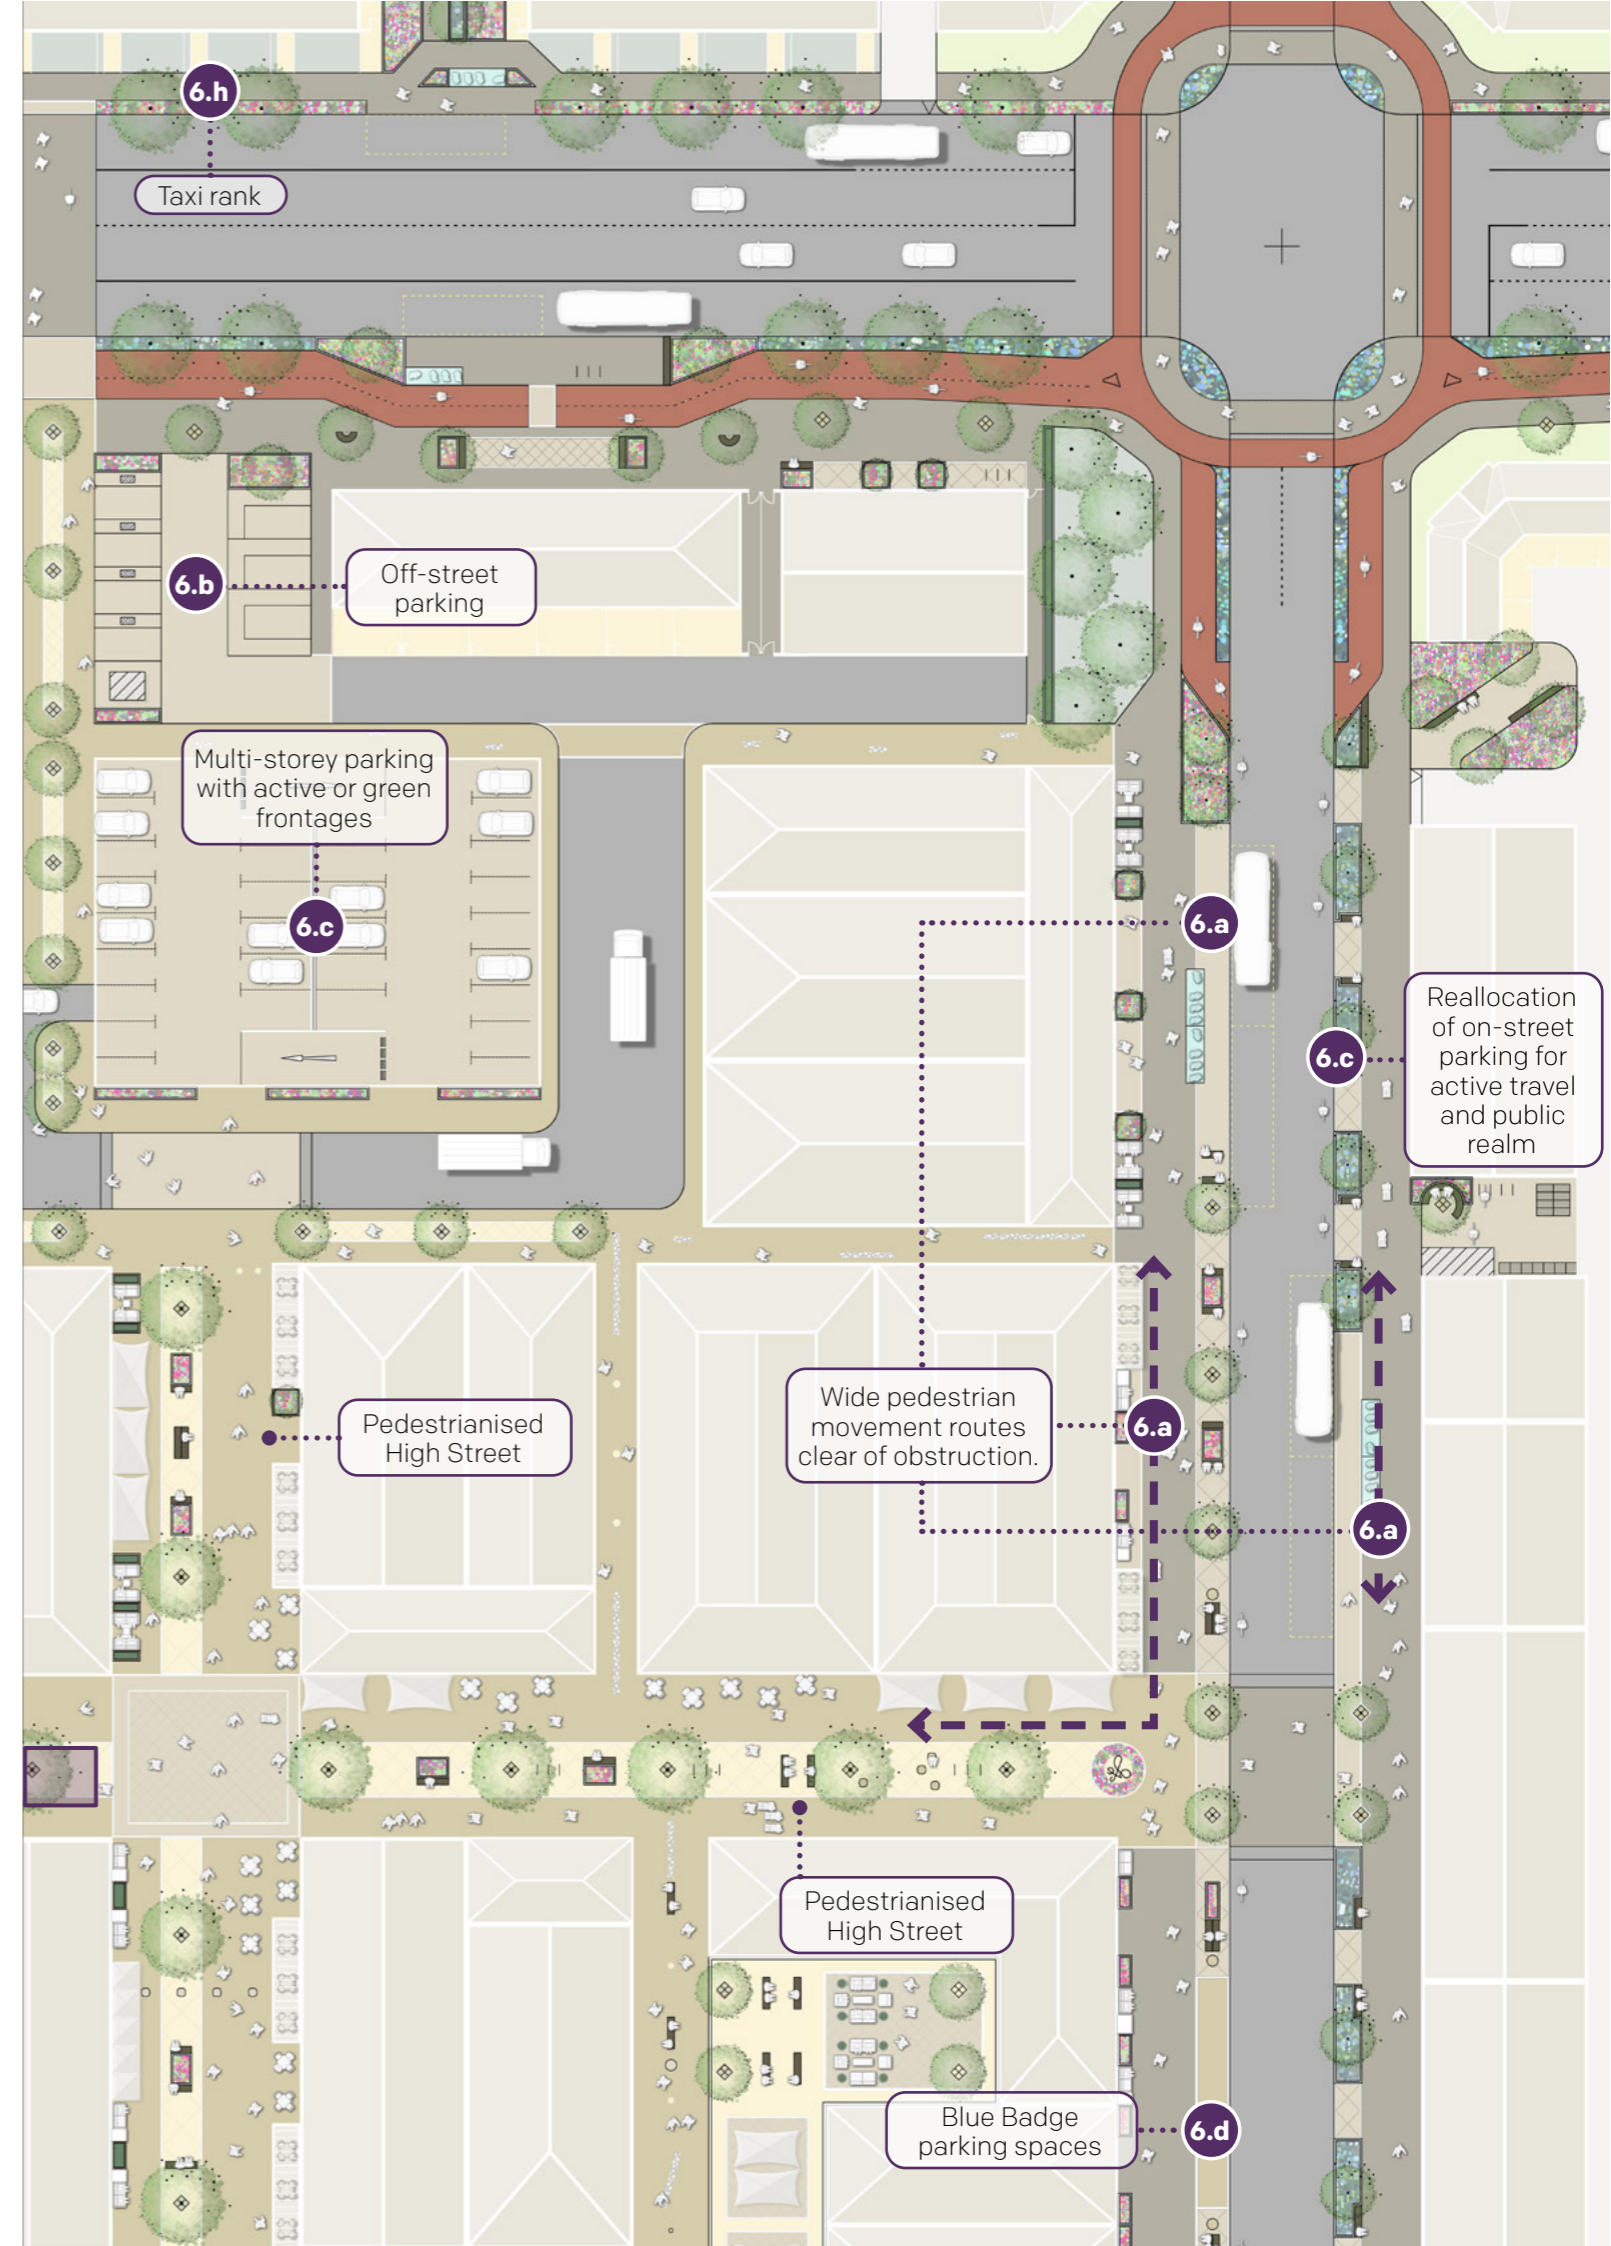 6.h
Taxi rank
6.b
Off-street
parking
Multi-storey parking
with active or green
frontages
6.c
6.a
Reallocation
of on-street
parking for
active travel
and public
realm
6.c
Wide pedestrian
movement routes
clear of obstruction.
6.a
Pedestrianised
High Street
6.a
Pedestrianised
High Street
Blue Badge
parking spaces
6.d